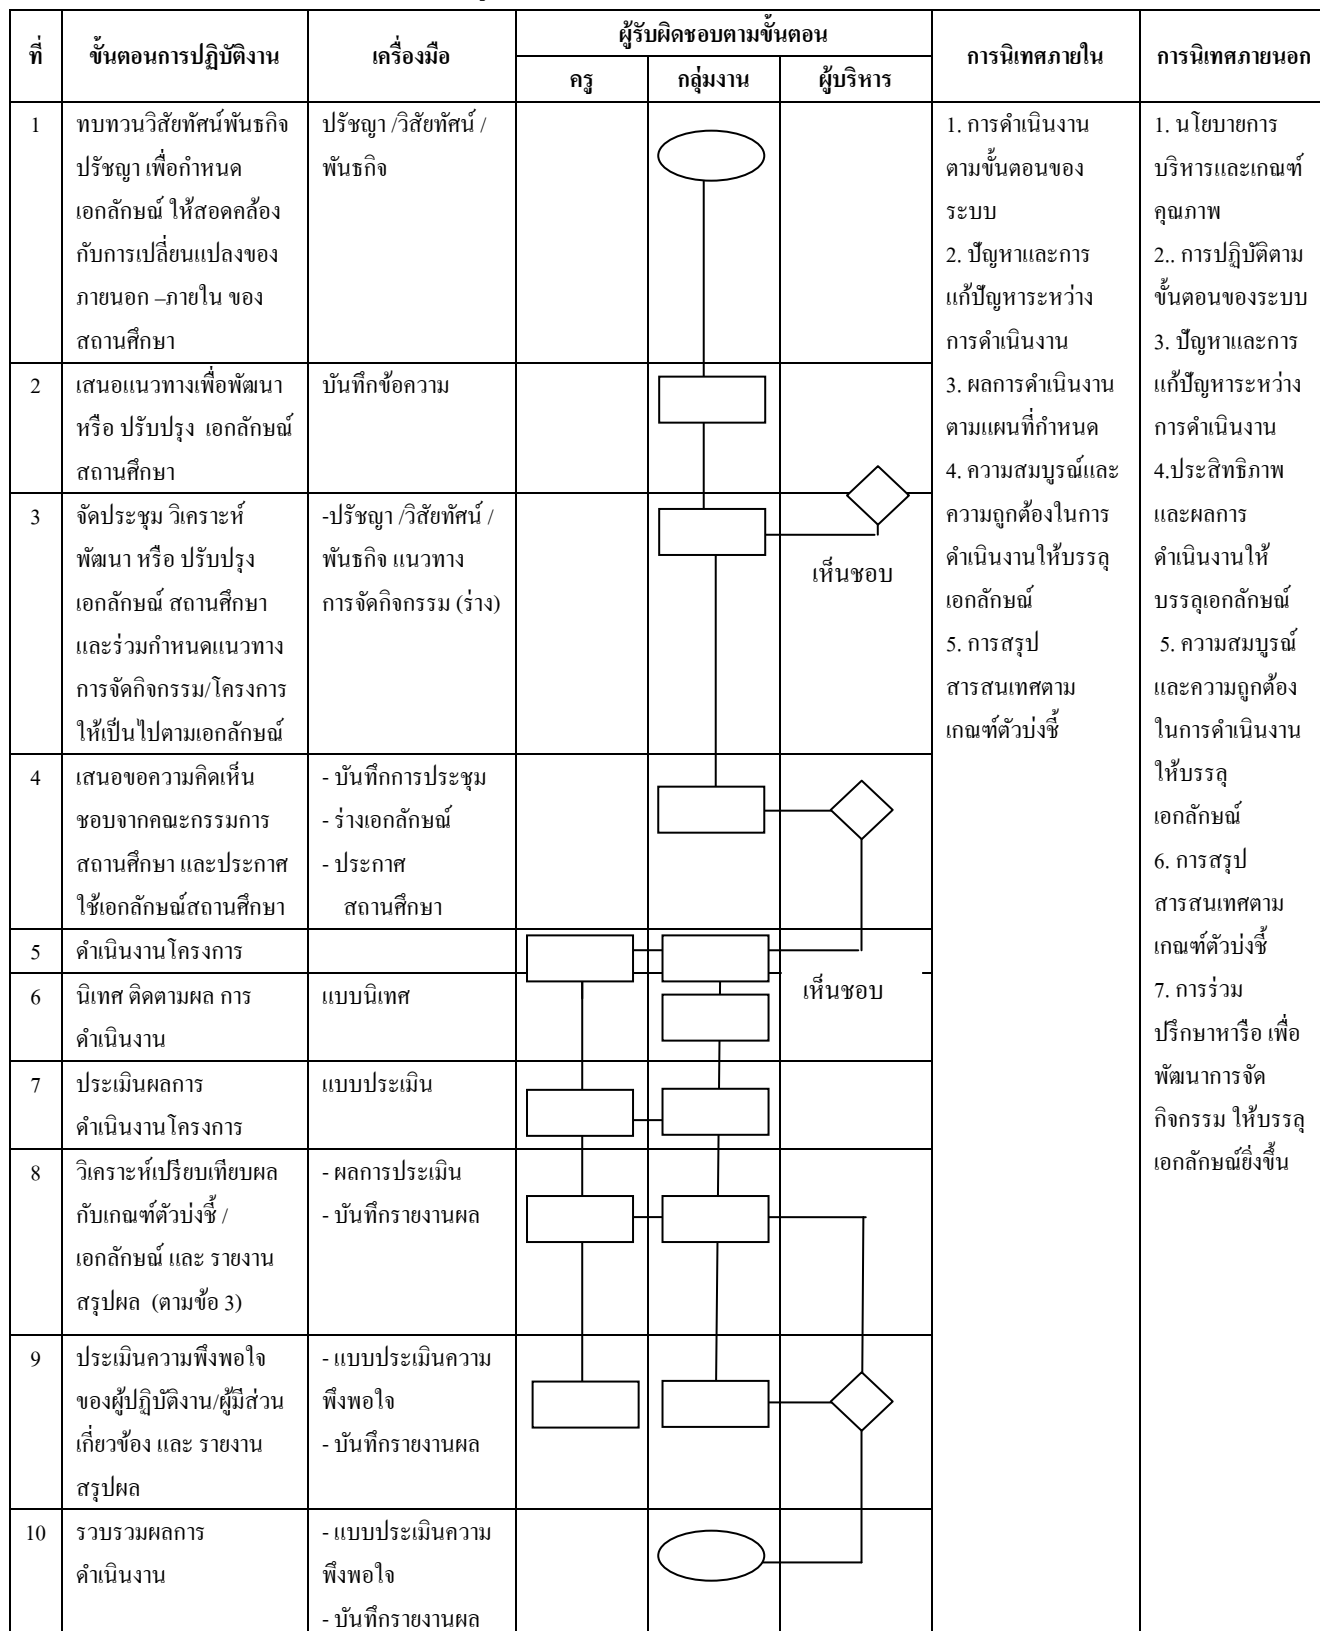 ที่
ขั้นตอนการปฏิบัติงาน
เครื่องมือ
ผู้รับผิดชอบตามขั้นตอน
ครู
กลุ่มงาน
ผู้บริหาร
การนิเทศภายใน
การนิเทศภายนอก
1
ทบทวนวิสัยทัศน์พันธกิจ
ปรัชญา เพื่อกำหนด
เอกลักษณ์ ให้สอดคล้อง
กับการเปลี่ยนแปลงของ
ภายนอก –ภายใน ของ
สถานศึกษา
ปรัชญา /วิสัยทัศน์ /
พันธกิจ
2
เสนอแนวทางเพื่อพัฒนา
หรือ ปรับปรุง เอกลักษณ์
สถานศึกษา
บันทึกข้อความ
3
จัดประชุม วิเคราะห์
พัฒนา หรือ ปรับปรุง
เอกลักษณ์ สถานศึกษา
และร่วมกำหนดแนวทาง
การจัดกิจกรรม/โครงการ
ให้เป็นไปตามเอกลักษณ์
-ปรัชญา /วิสัยทัศน์ /
พันธกิจ แนวทาง
การจัดกิจกรรม (ร่าง)
เห็นชอบ
4
เสนอขอความคิดเห็น
ชอบจากคณะกรรมการ
สถานศึกษา และประกาศ
ใช้เอกลักษณ์สถานศึกษา
- บันทึกการประชุม
- ร่างเอกลักษณ์
- ประกาศ
สถานศึกษา
5
ดำเนินงานโครงการ
6
นิเทศ ติดตามผล การ
ดำเนินงาน
แบบนิเทศ
เห็นชอบ
7
ประเมินผลการ
ดำเนินงานโครงการ
แบบประเมิน
8
วิเคราะห์เปรียบเทียบผล
กับเกณฑ์ตัวบ่งชี้ /
เอกลักษณ์ และ รายงาน
สรุปผล (ตามข้อ 3)
- ผลการประเมิน
- บันทึกรายงานผล
9
ประเมินความพึงพอใจ
ของผู้ปฏิบัติงาน/ผู้มีส่วน
เกี่ยวข้อง และ รายงาน
สรุปผล
- แบบประเมินความ
พึงพอใจ
- บันทึกรายงานผล
10
รวบรวมผลการ
ดำเนินงาน
- แบบประเมินความ
พึงพอใจ
- บันทึกรายงานผล
1. การดำเนินงาน
ตามขั้นตอนของ
ระบบ
2. ปัญหาและการ
แก้ปัญหาระหว่าง
การดำเนินงาน
3. ผลการดำเนินงาน
ตามแผนที่กำหนด
4. ความสมบูรณ์และ
ความถูกต้องในการ
ดำเนินงานให้บรรลุ
เอกลักษณ์
5. การสรุป
สารสนเทศตาม
เกณฑ์ตัวบ่งชี้
1. นโยบายการ
บริหารและเกณฑ์
คุณภาพ
2.. การปฏิบัติตาม
ขั้นตอนของระบบ
3. ปัญหาและการ
แก้ปัญหาระหว่าง
การดำเนินงาน
4.ประสิทธิภาพ
และผลการ
ดำเนินงานให้
บรรลุเอกลักษณ์
5. ความสมบูรณ์
และความถูกต้อง
ในการดำเนินงาน
ให้บรรลุ
เอกลักษณ์
6. การสรุป
สารสนเทศตาม
เกณฑ์ตัวบ่งชี้
7. การร่วม
ปรึกษาหารือ เพื่อ
พัฒนาการจัด
กิจกรรม ให้บรรลุ
เอกลักษณ์ยิ่งขึ้น